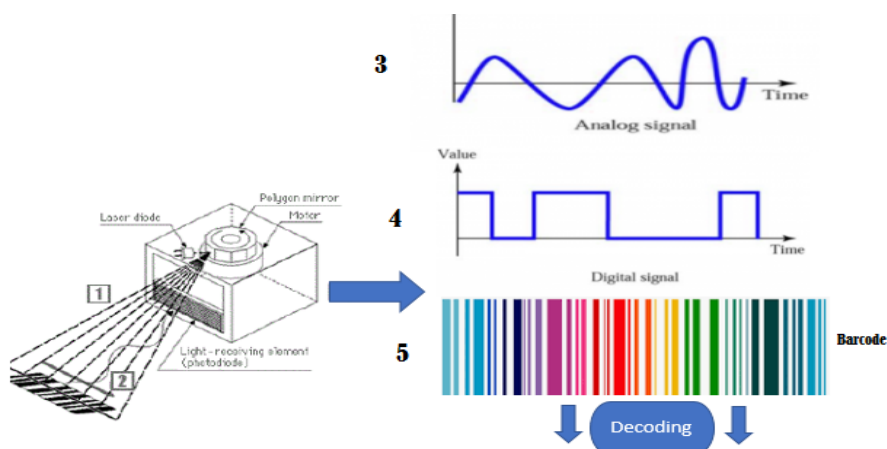 3
Time
Analog signal
Value
4
Time
Digital signal
Polygon mirror
Laser diode
Motor
1
Light-receiving element
(photodiode)
2
5
Barcode
Decoding